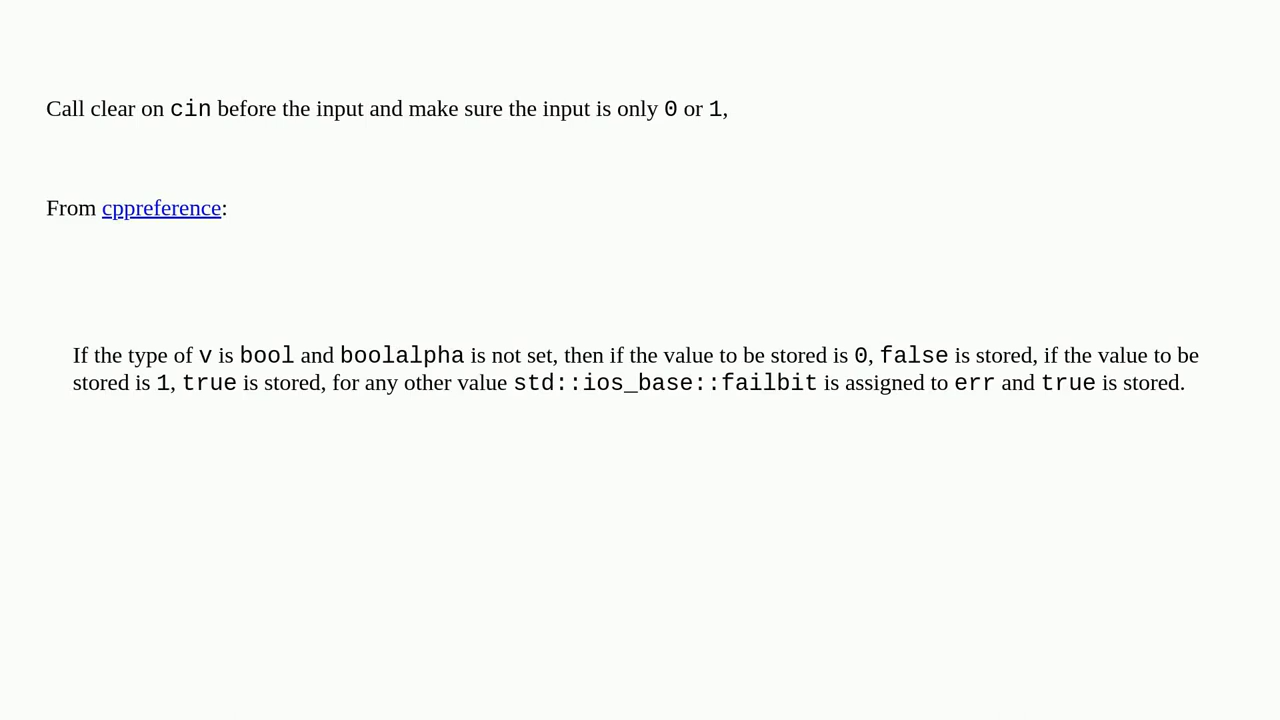 Call clear on cin before the input and make sure the input is only 0 or 1,
From cppreference:
If the type of v is bool and boolalpha is not set, then if the value to be stored is 0, false is stored, if the value to be
stored is 1, true is stored, for any other value std::ios_base::failbit is assigned to err and true is stored.